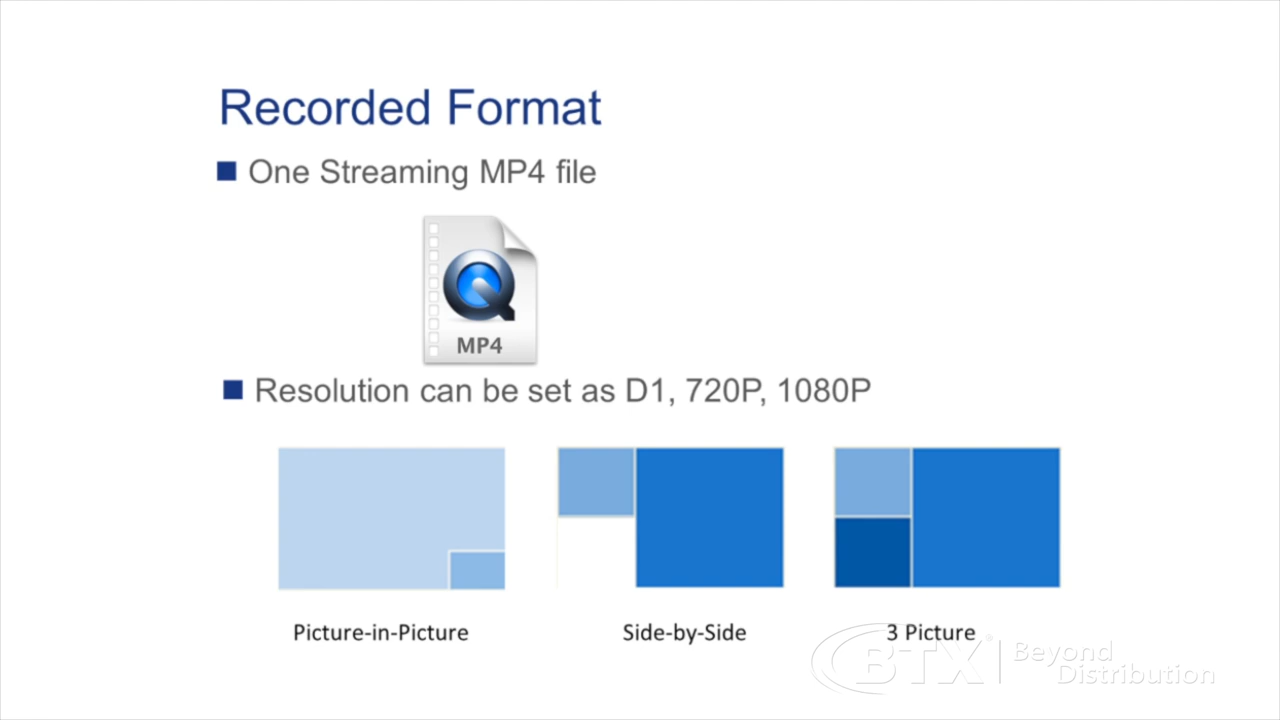 Recorded Format
One Streaming MP4 file
MP4
Resolution can be set as D1, 720P, 1080P
Picture-in-Picture
Side-by-Side
3 Picture
BTX
Beyond
Distribution